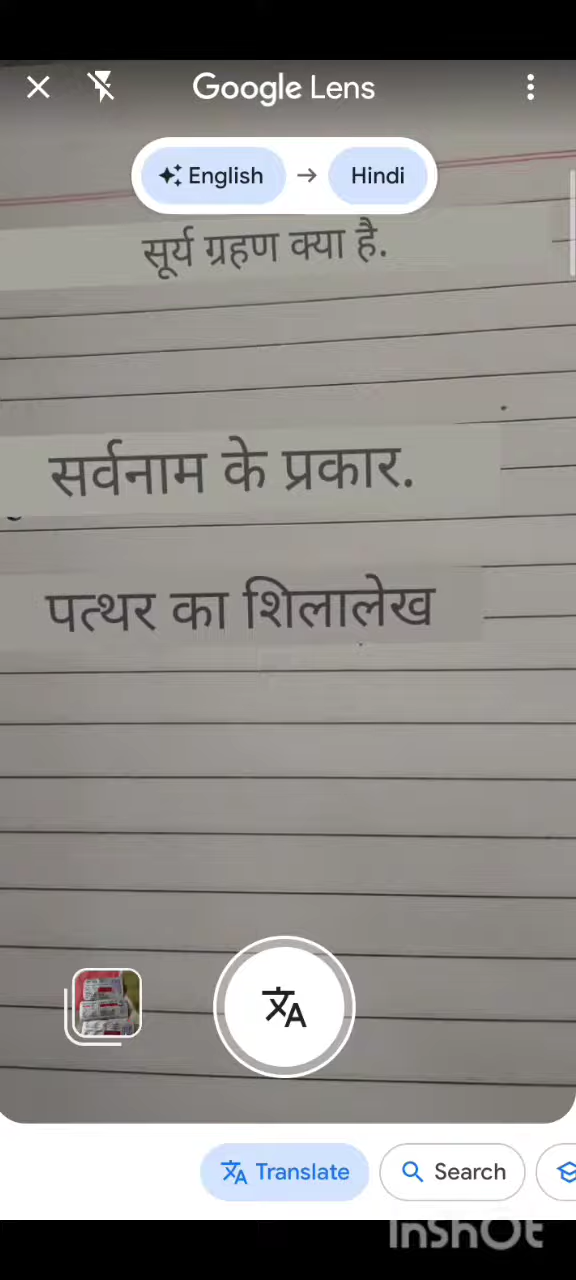 Google Lens
English → Hindi
सूर्य ग्रहण क्या है.
सर्वनाम के प्रकार.
पत्थर का शिलालेख
Translate
Search
InShOt